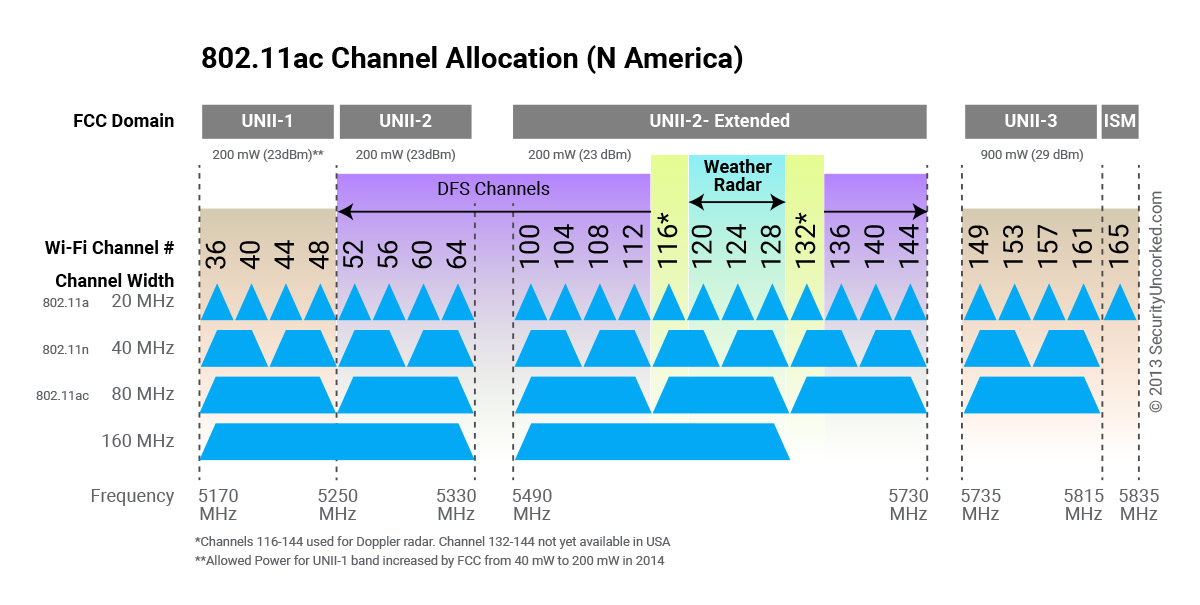 802.11ac Channel Allocation (N America)
FCC Domain UNII-1 UNII-2 UNII-2- Extended UNII-3 ISM
200 mW (23dBm)** 200 mW (23dBm) 200 mW (23 dBm) 900 mW (29 dBm)
Weather
Radar
DFS Channels
Wi-Fi Channel # 36 40 44 48 52 56 60 64 100 104 108 112 116* 120 124 128 132* 136 140 144 149 153 157 161 165
Channel Width
802.11a 20 MHz
802.11n 40 MHz
802.11ac 80 MHz
160 MHz
Frequency 5170 5250 5330 5490 5730 5735 5815 5835
MHz MHz MHz MHz MHz MHz MHz MHz
*Channels 116-144 used for Doppler radar. Channel 132-144 not yet available in USA
**Allowed Power for UNII-1 band increased by FCC from 40 mW to 200 mW in 2014
© 2013 SecurityUncorked.com